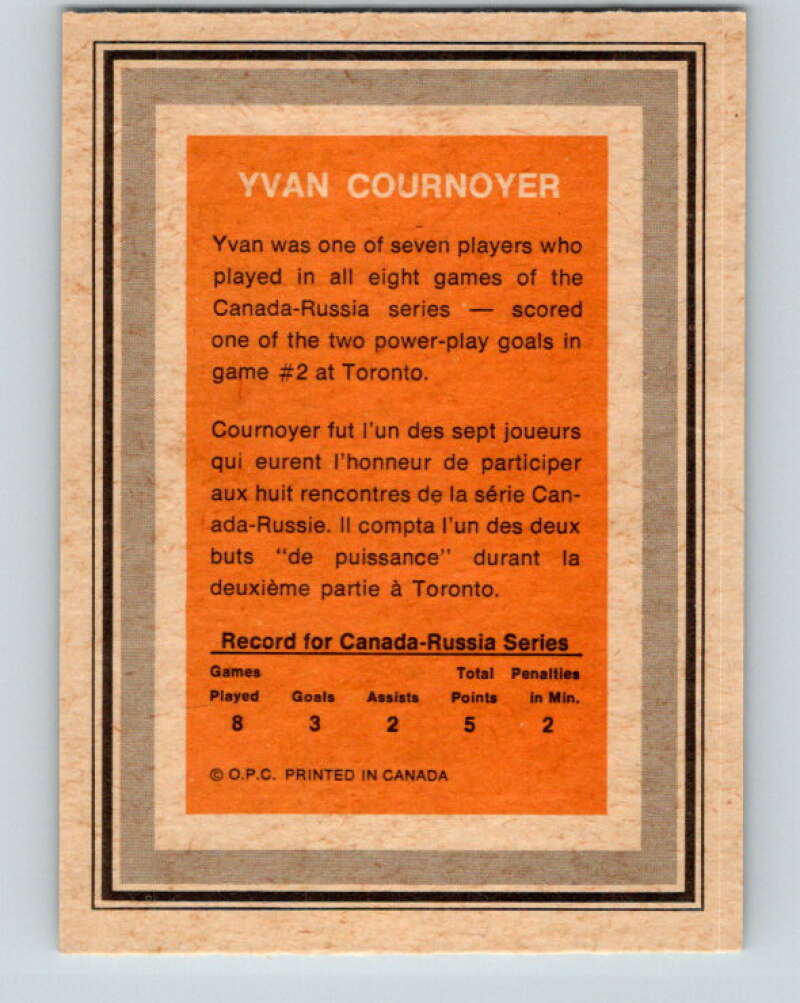 YVAN COURNOYER
Yvan was one of seven players who
played in all eight games of the
Canada-Russia series — scored
one of the two power-play goals in
game #2 at Toronto.
Cournoyer fut l'un des sept joueurs
qui eurent l'honneur de participer
aux huit rencontres de la série Can-
ada-Russie. Il compta l'un des deux
buts "de puissance" durant la
deuxième partie à Toronto.
Record for Canada-Russia Series
Games Total Penalties
Played Goals Assists Points in Min.
8 3 2 5 2
© O.P.C. PRINTED IN CANADA